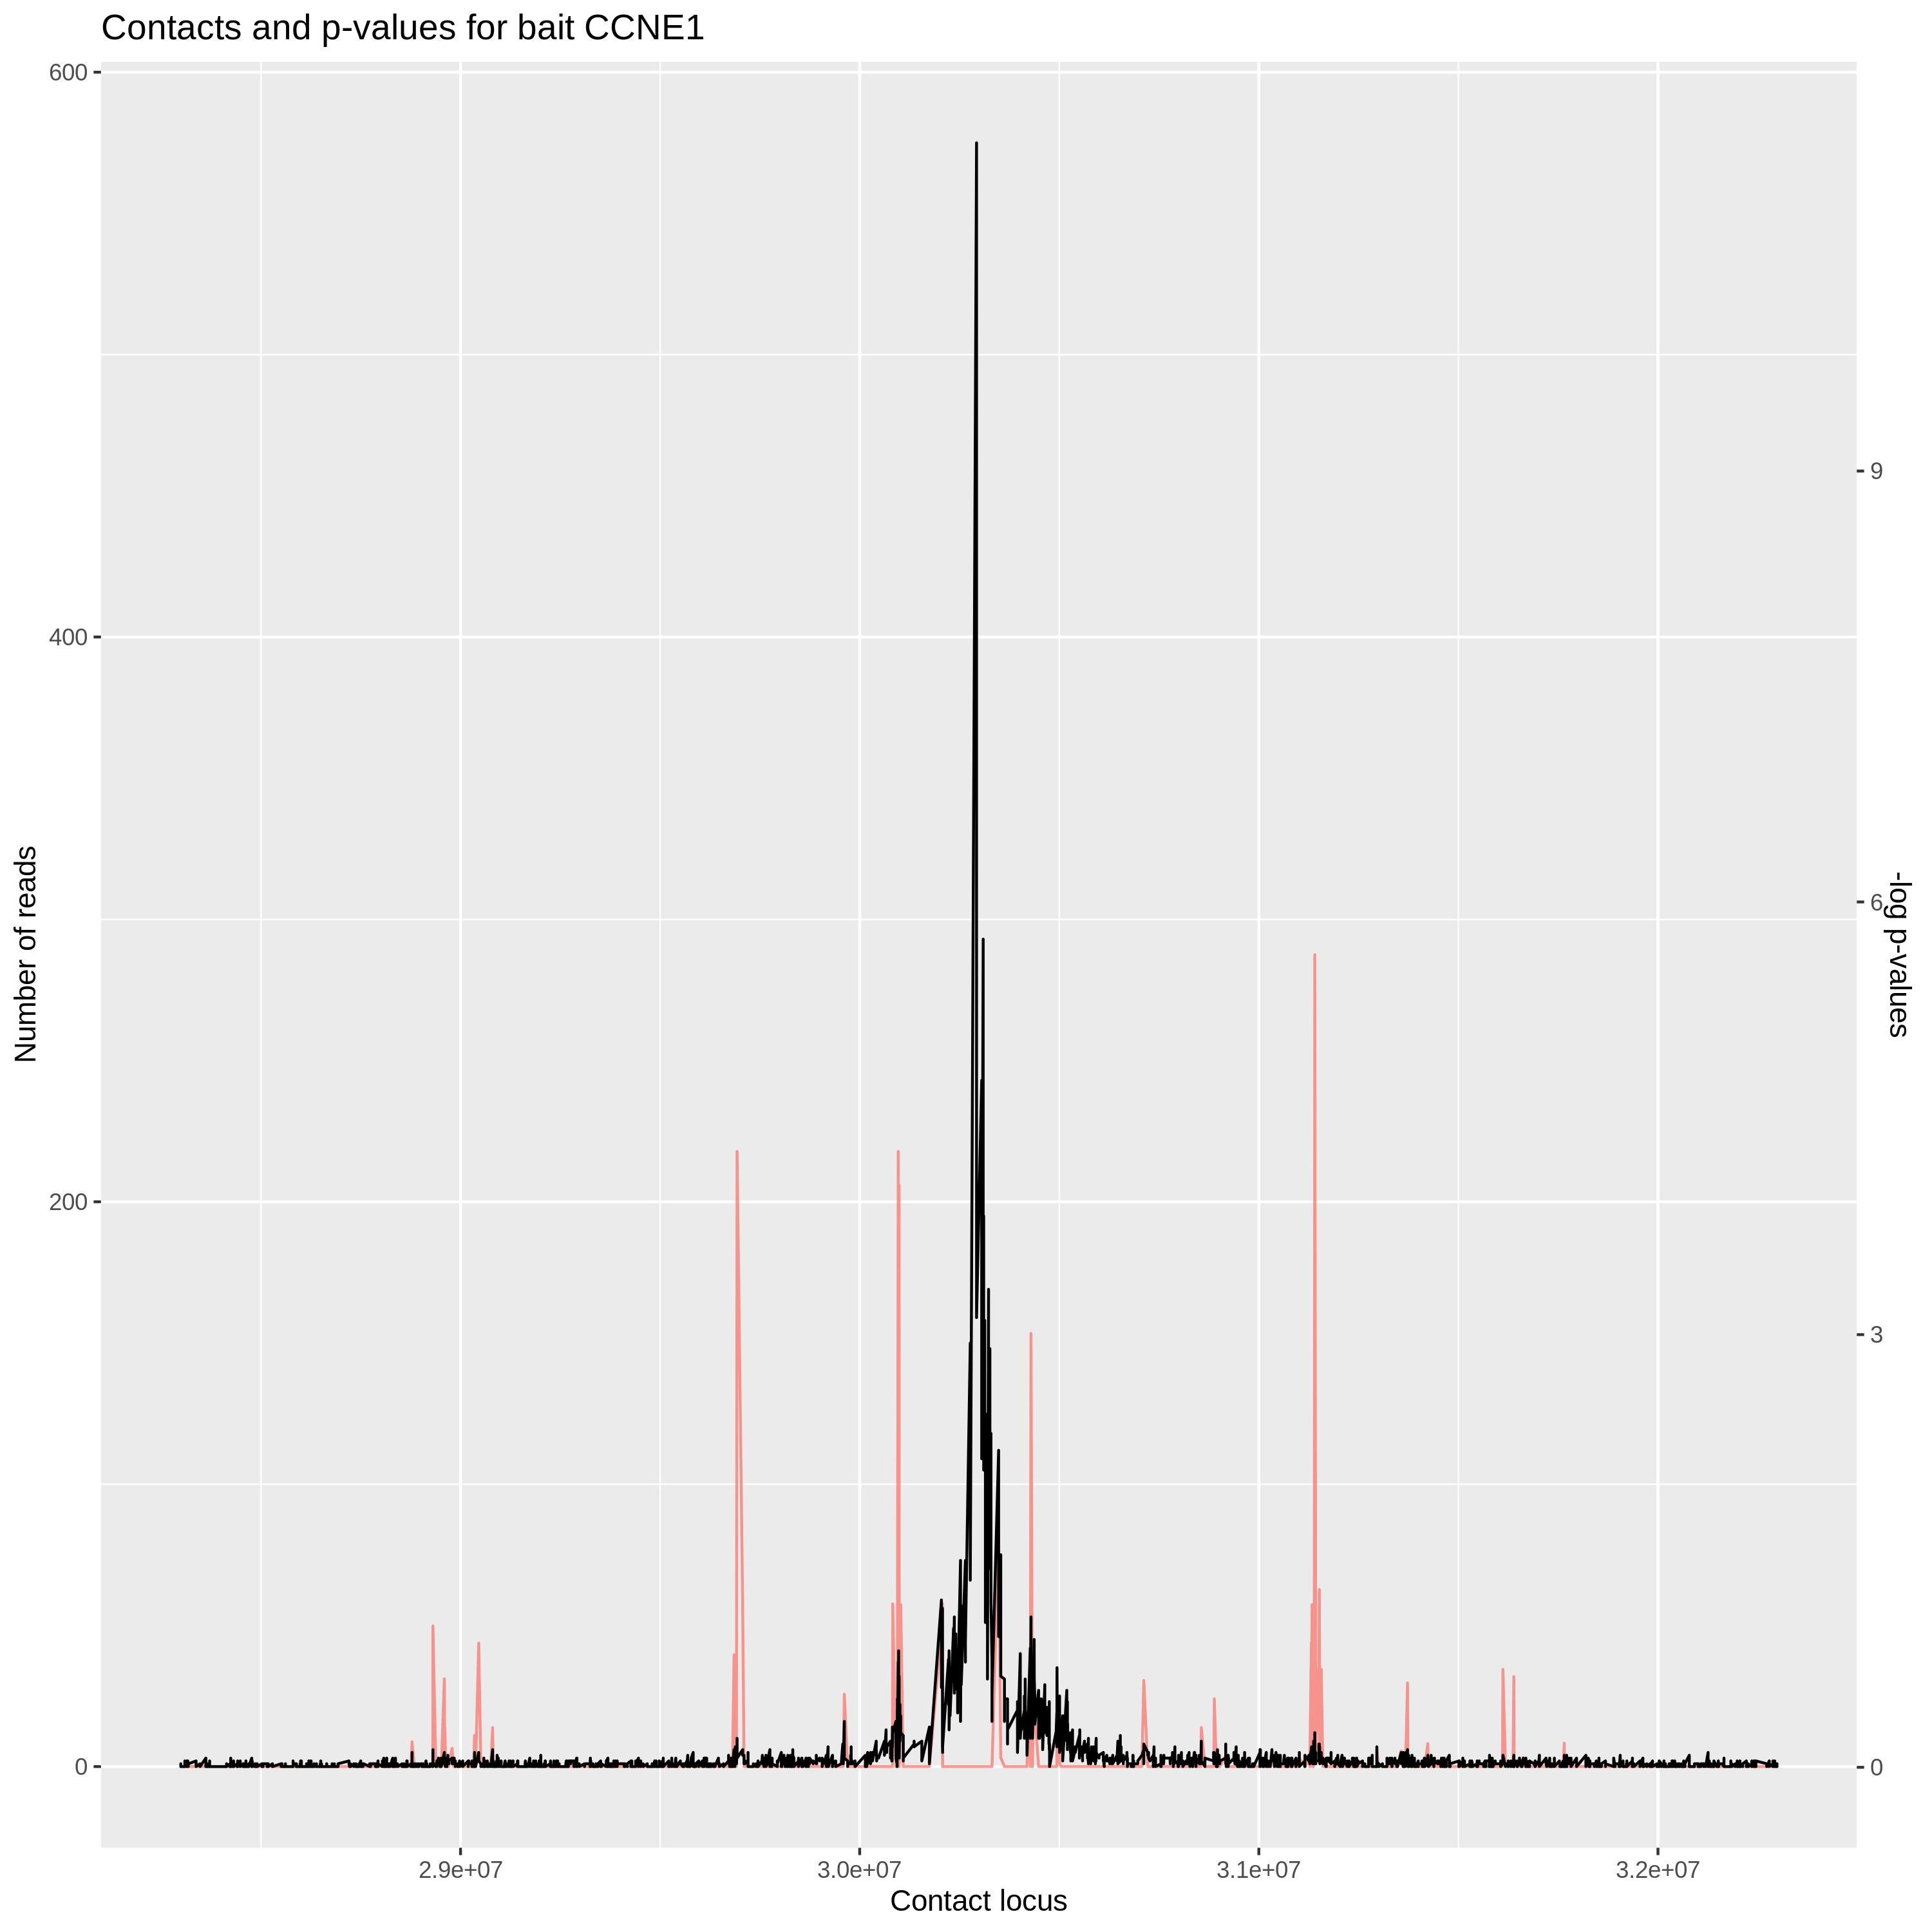 Contacts and p-values for bait CCNE1
600
400
200
0
Number of reads
9
6
3
0
-log p-values
2.9e+07
3.0e+07
3.1e+07
3.2e+07
Contact locus